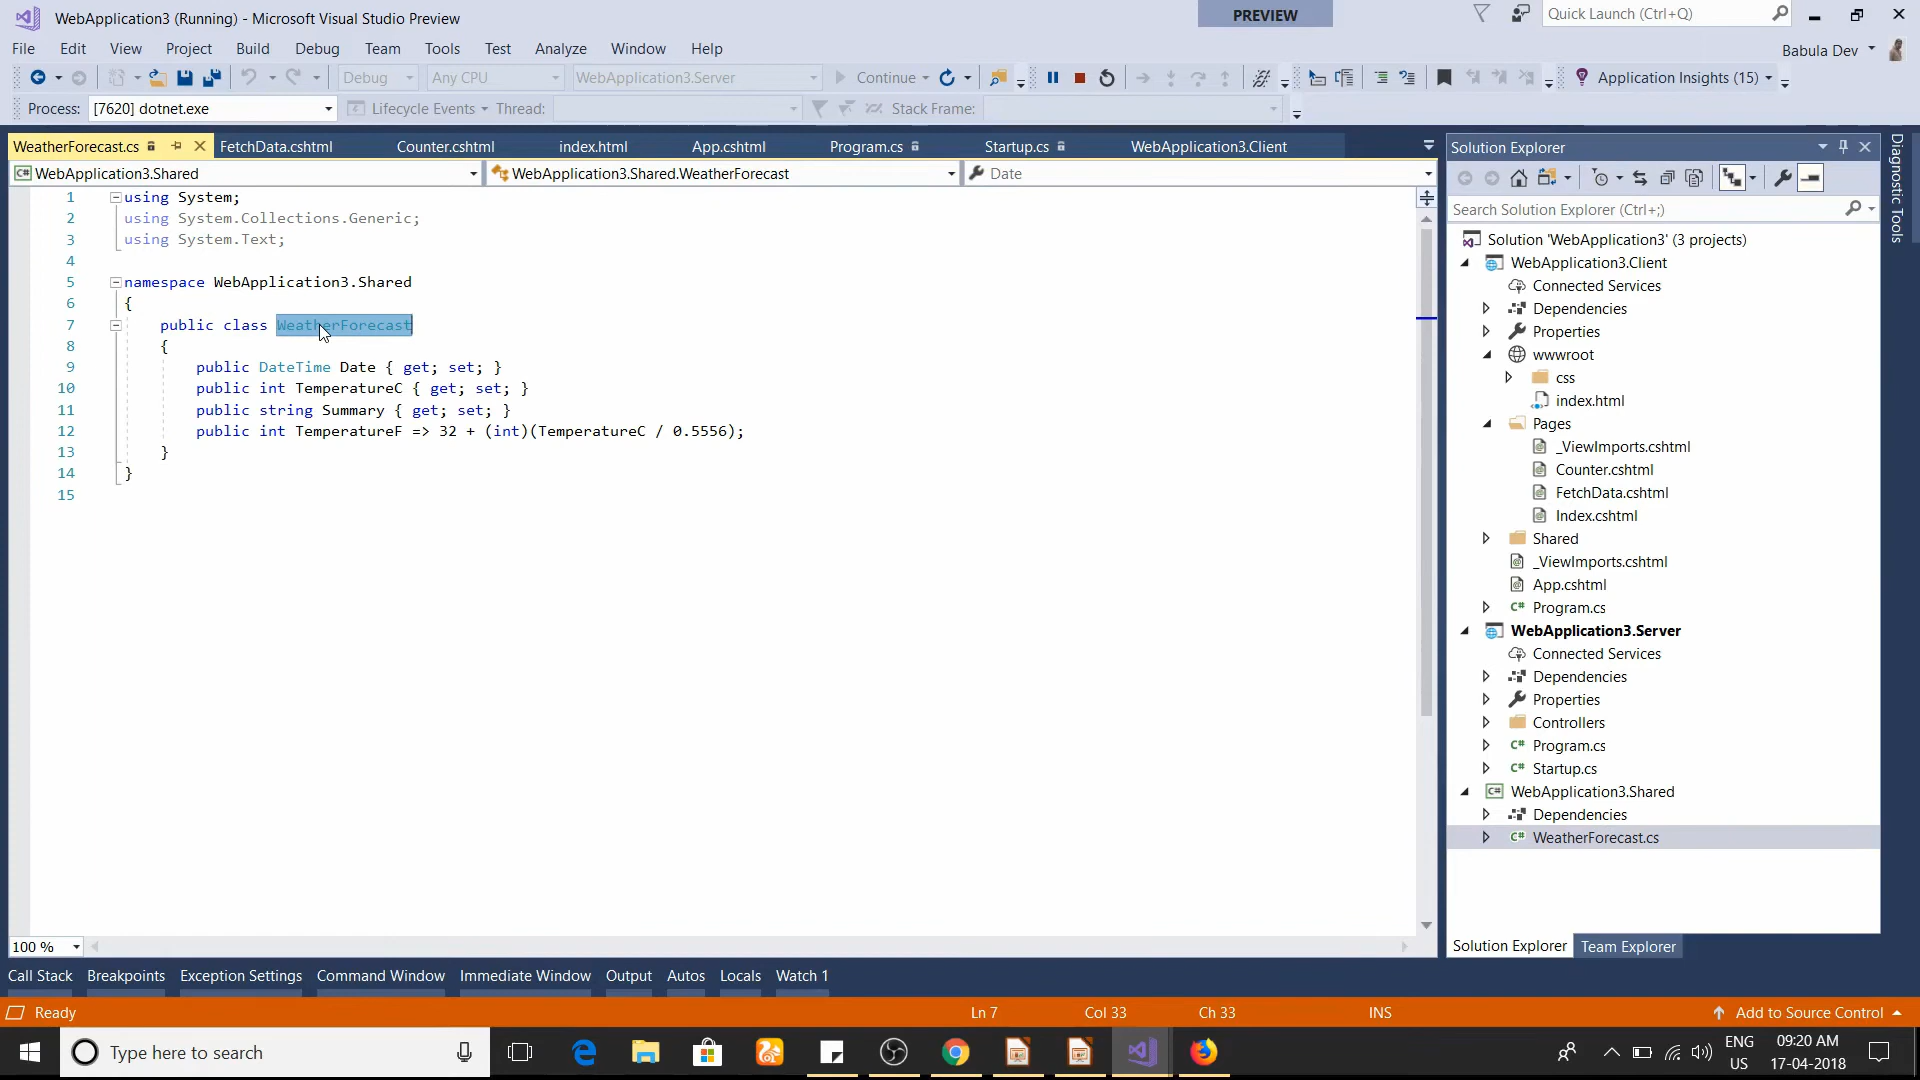 WebApplication3 (Running) - Microsoft Visual Studio Preview
PREVIEW
Quick Launch (Ctrl+Q)
File Edit View Project Build Debug Team Tools Test Analyze Window Help
Babula Dev
Debug Any CPU WebApplication3.Server Continue Application Insights (15)
Process: [7620] dotnet.exe Lifecycle Events Thread: Stack Frame:
WeatherForecast.cs FetchData.cshtml Counter.cshtml index.html App.cshtml Program.cs Startup.cs WebApplication3.Client
WebApplication3.Shared WebApplication3.Shared.WeatherForecast Date
1 using System;
2 using System.Collections.Generic;
3 using System.Text;
4
5 namespace WebApplication3.Shared
6 {
7 public class WeatherForecast
8 {
9 public DateTime Date { get; set; }
10 public int TemperatureC { get; set; }
11 public string Summary { get; set; }
12 public int TemperatureF => 32 + (int)(TemperatureC / 0.5556);
13 }
14 }
15
100 %
Solution Explorer
Search Solution Explorer (Ctrl+;)
Solution 'WebApplication3' (3 projects)
WebApplication3.Client
Connected Services
Dependencies
Properties
wwwroot
css
index.html
Pages
_ViewImports.cshtml
Counter.cshtml
FetchData.cshtml
Index.cshtml
Shared
_ViewImports.cshtml
App.cshtml
C# Program.cs
WebApplication3.Server
Connected Services
Dependencies
Properties
Controllers
C# Program.cs
C# Startup.cs
C# WebApplication3.Shared
Dependencies
C# WeatherForecast.cs
Solution Explorer Team Explorer
Diagnostic Tools
Call Stack Breakpoints Exception Settings Command Window Immediate Window Output Autos Locals Watch 1
Ready Ln 7 Col 33 Ch 33 INS Add to Source Control
Type here to search
ENG
US
09:20 AM
17-04-2018